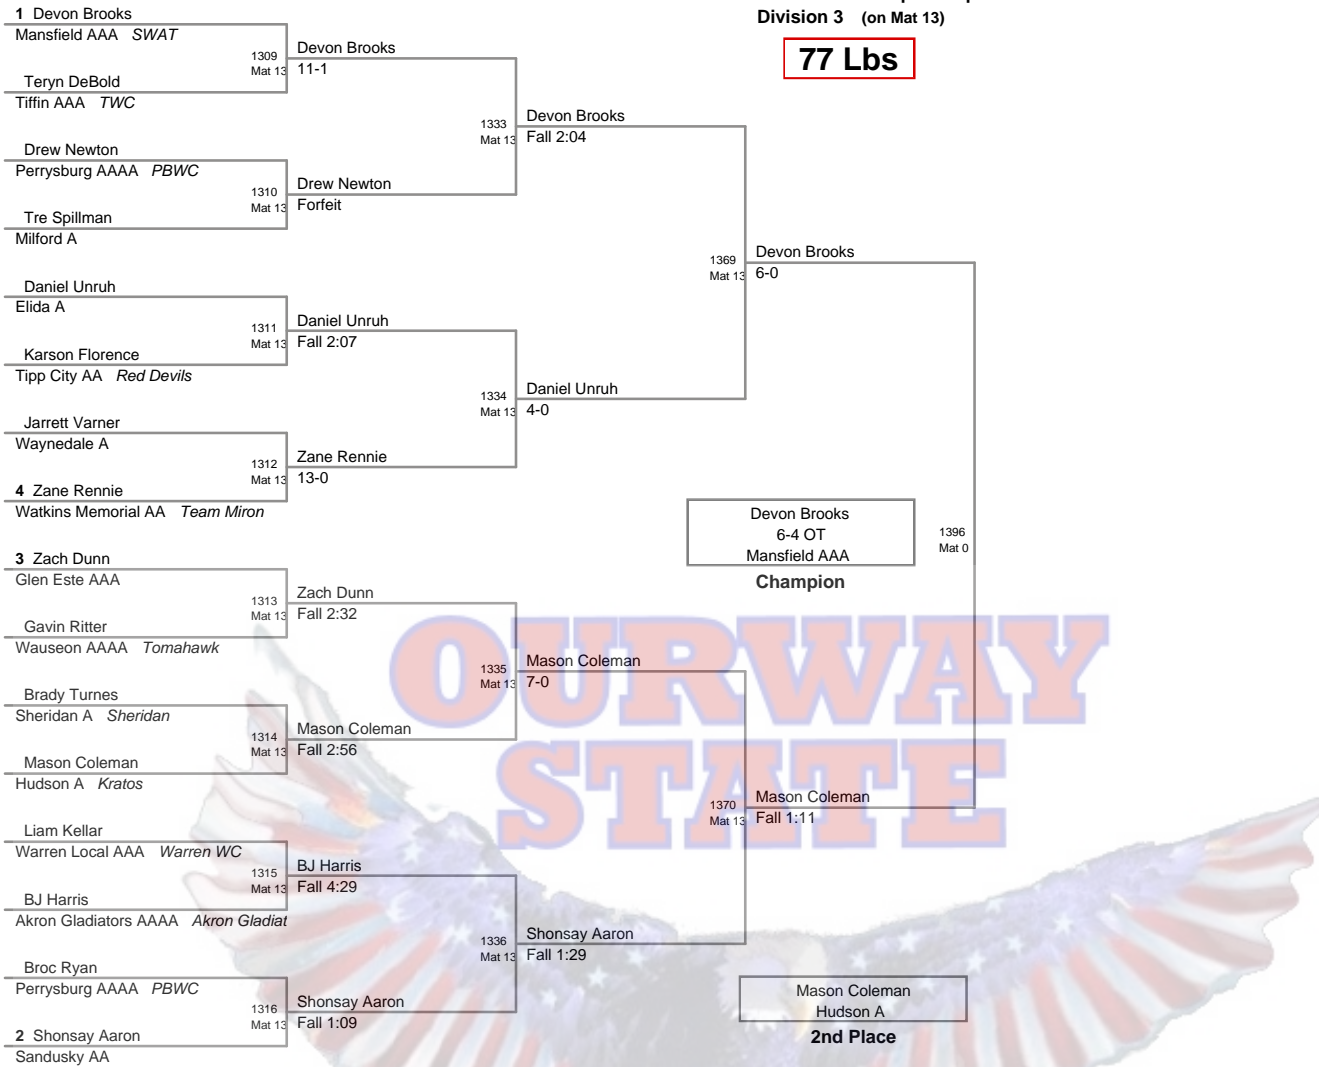 Division 3 (on Mat 13)
77 Lbs
1 Devon Brooks
Mansfield AAA SWAT
1309
Mat 13
Devon Brooks
11-1
Teryn DeBold
Tiffin AAA TWC
1333
Mat 13
Devon Brooks
Fall 2:04
Drew Newton
Perrysburg AAAA PBWC
1310
Mat 13
Drew Newton
Forfeit
Tre Spillman
Milford A
1369
Mat 13
Devon Brooks
6-0
Daniel Unruh
Elida A
1311
Mat 13
Daniel Unruh
Fall 2:07
Karson Florence
Tipp City AA Red Devils
1334
Mat 13
Daniel Unruh
4-0
Jarrett Varner
Waynedale A
1312
Mat 13
Zane Rennie
13-0
4 Zane Rennie
Watkins Memorial AA Team Miron
Devon Brooks
6-4 OT
Mansfield AAA
Champion
1396
Mat 0
3 Zach Dunn
Glen Este AAA
1313
Mat 13
Zach Dunn
Fall 2:32
Gavin Ritter
Wauseon AAAA Tomahawk
OURWAY
STATE
1335
Mat 13
Mason Coleman
7-0
Brady Turnes
Sheridan A Sheridan
1314
Mat 13
Mason Coleman
Fall 2:56
Mason Coleman
Hudson A Kratos
1370
Mat 13
Mason Coleman
Fall 1:11
Liam Kellar
Warren Local AAA Warren WC
1315
Mat 13
BJ Harris
Fall 4:29
BJ Harris
Akron Gladiators AAAA Akron Gladiat
1336
Mat 13
Shonsay Aaron
Fall 1:29
Broc Ryan
Perrysburg AAAA PBWC
1316
Mat 13
Shonsay Aaron
Fall 1:09
2 Shonsay Aaron
Sandusky AA
Mason Coleman
Hudson A
2nd Place